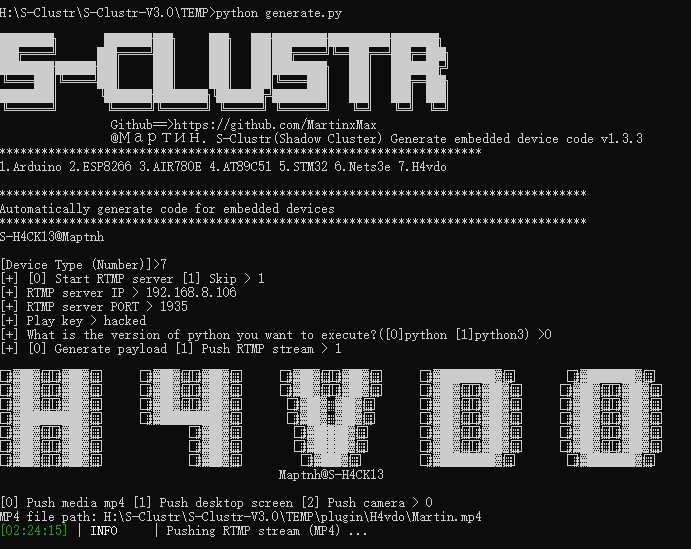 H:\S-Clustr\S-Clustr-V3.0\TEMP>python generate.py
S-CLUSTR
Github==>https://github.com/MartinxMax
@Мартин. S-Clustr(Shadow Cluster) Generate embedded device code v1.3.3
*********************************************************************
1.Arduino 2.ESP8266 3.AIR780E 4.AT89C51 5.STM32 6.Nets3e 7.H4vdo
************************************************************************************
Automatically generate code for embedded devices
************************************************************************************
S-H4CK13@Maptnh
[Device Type (Number)]>7
[+] [0] Start RTMP server [1] Skip > 1
[+] RTMP server IP > 192.168.8.106
[+] RTMP server PORT > 1935
[+] Play key > hacked
[+] What is the version of python you want to execute?([0]python [1]python3) >0
[+] [0] Generate payload [1] Push RTMP stream > 1
H4VDO
Maptnh@S-H4CK13
[0] Push media mp4 [1] Push desktop screen [2] Push camera > 0
MP4 file path: H:\S-Clustr\S-Clustr-V3.0\TEMP\plugin\H4vdo\Martin.mp4
[02:24:15] | INFO     | Pushing RTMP stream (MP4) ...